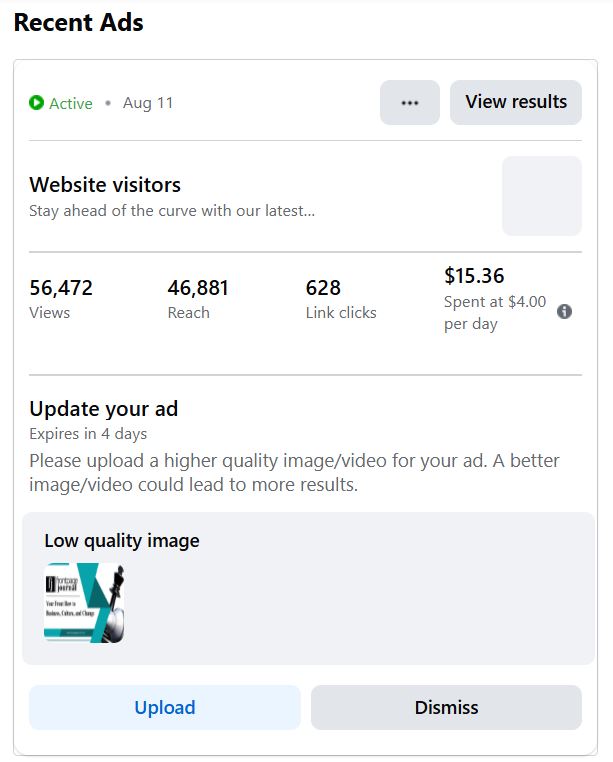 Recent Ads
Active • Aug 11
... View results
Website visitors
Stay ahead of the curve with our latest...
56,472
Views
46,881
Reach
628
Link clicks
$15.36
Spent at $4.00
per day
Update your ad
Expires in 4 days
Please upload a higher quality image/video for your ad. A better
image/video could lead to more results.
Low quality image
frontpage
journal
Your Front Row to
Business, Culture, and Change
Upload
Dismiss